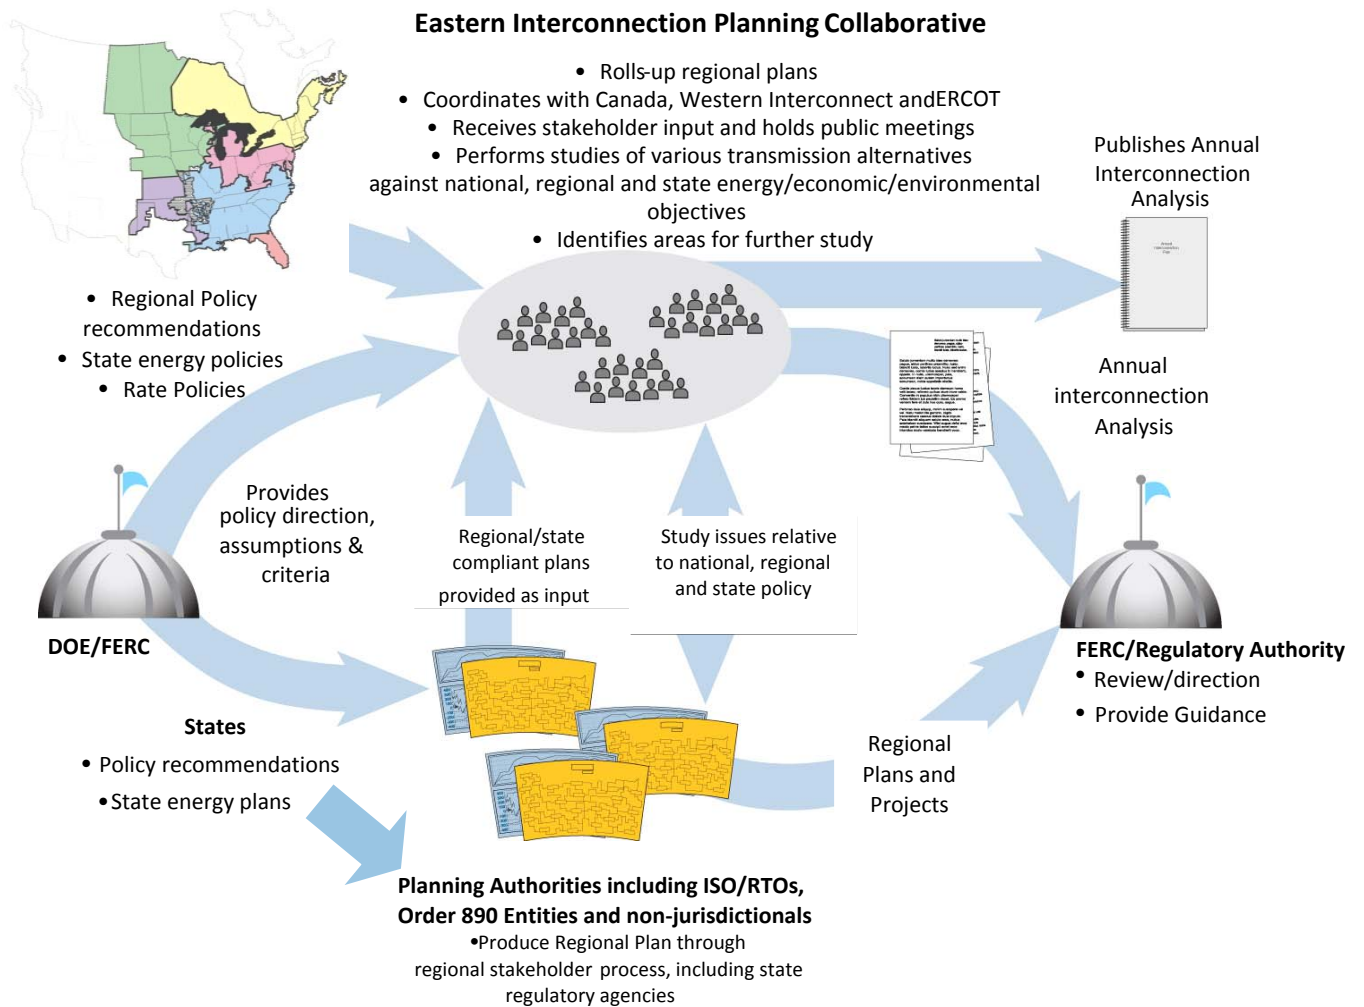 Eastern Interconnection Planning Collaborative
• Rolls-up regional plans
• Coordinates with Canada, Western Interconnect andERCOT
• Receives stakeholder input and holds public meetings
• Performs studies of various transmission alternatives
against national, regional and state energy/economic/environmental
objectives
• Identifies areas for further study
Publishes Annual
Interconnection
Analysis
• Regional Policy
recommendations
• State energy policies
• Rate Policies
Annual
interconnection
Analysis
Provides
policy direction,
assumptions &
criteria
Regional/state
compliant plans
provided as input
Study issues relative
to national, regional
and state policy
DOE/FERC
FERC/Regulatory Authority
• Review/direction
• Provide Guidance
States
• Policy recommendations
•State energy plans
Regional
Plans and
Projects
Planning Authorities including ISO/RTOs,
Order 890 Entities and non-jurisdictionals
•Produce Regional Plan through
regional stakeholder process, including state
regulatory agencies